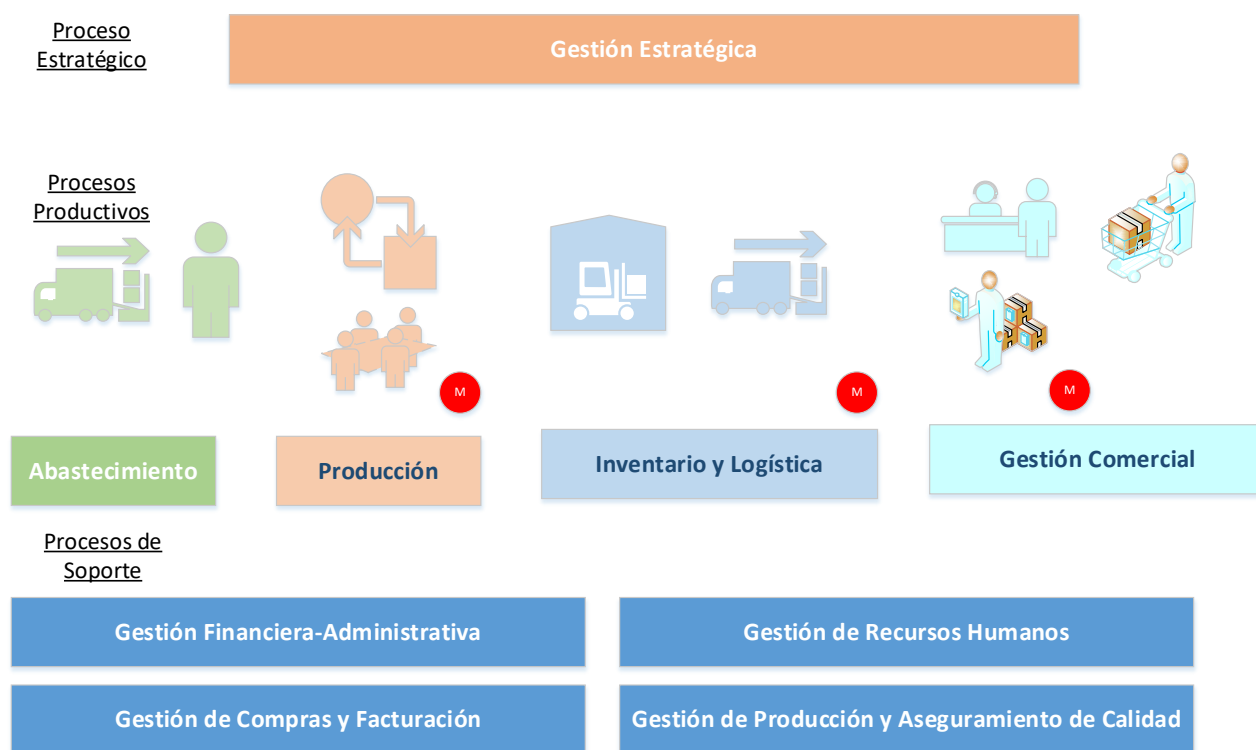 Proceso
Estratégico
Gestión Estratégica
Procesos
Productivos
M
M
M
Abastecimiento
Producción
Inventario y Logística
Gestión Comercial
Procesos de
Soporte
Gestión Financiera-Administrativa
Gestión de Recursos Humanos
Gestión de Compras y Facturación
Gestión de Producción y Aseguramiento de Calidad